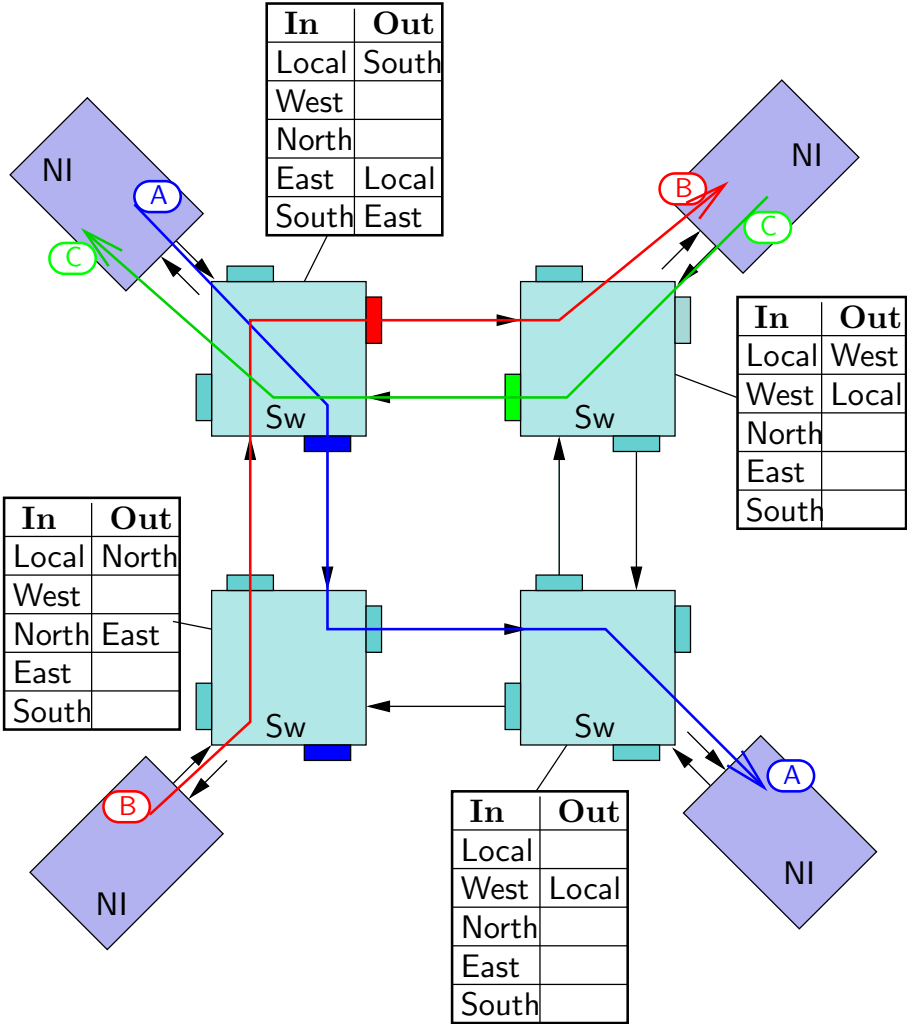 In Out
Local South
West
North
East Local
South East
NI
A
C
Sw
NI
B
C
Sw
In Out
Local West
West Local
North
East
South
In Out
Local North
West
North East
East
South
Sw
B
NI
Sw
A
NI
In Out
Local
West Local
North
East
South